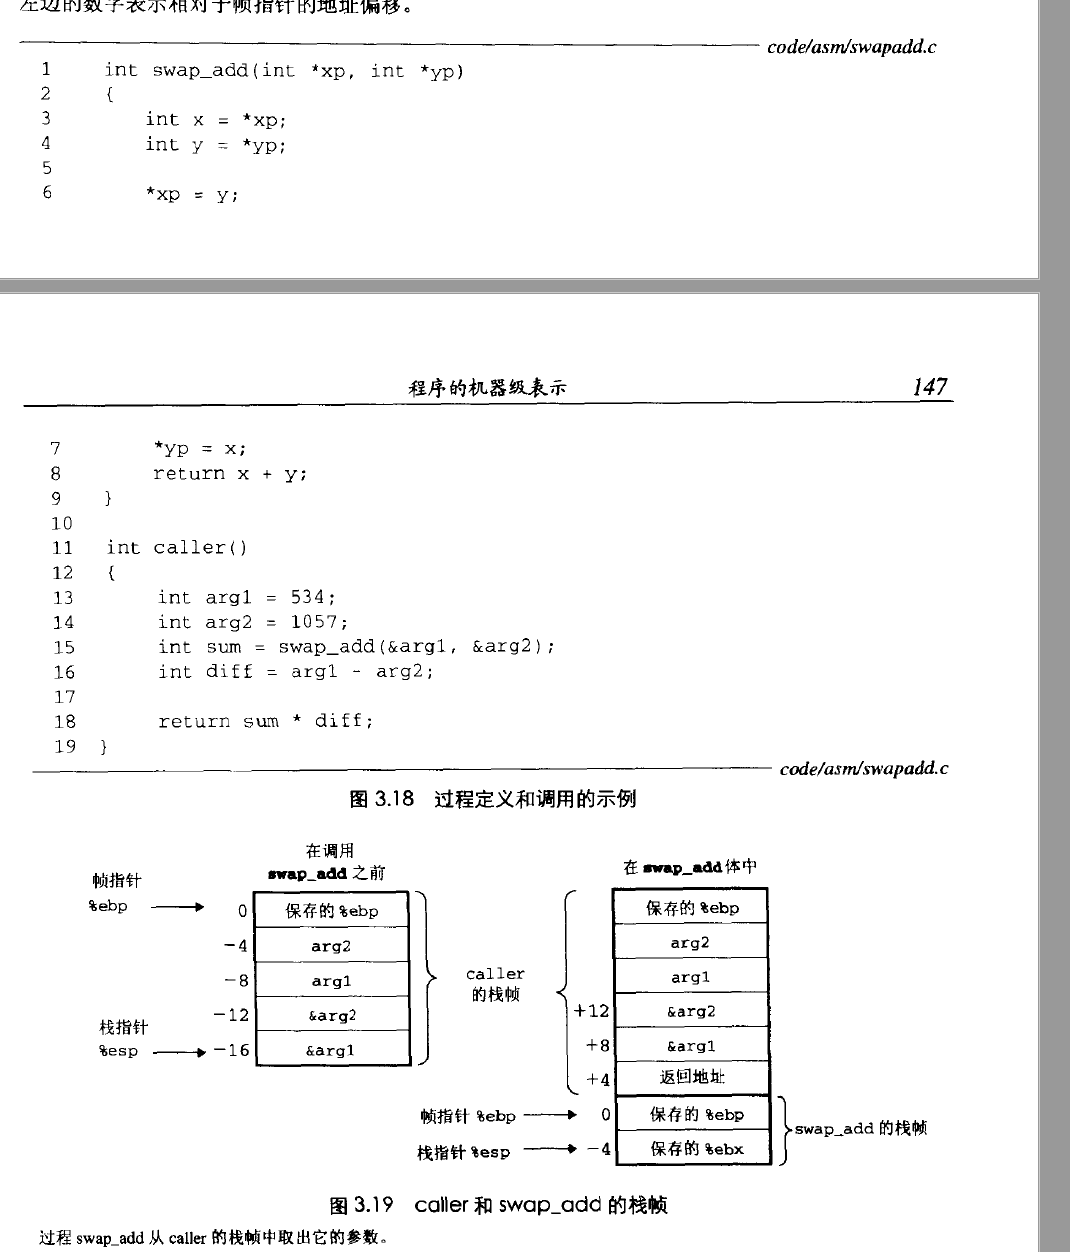 左边的数字表示相对于帧指针的地址偏移。
code/asm/swapadd.c
1 int swap_add(int *xp, int *yp)
2 {
3 int x = *xp;
4 int y = *yp;
5
6 *xp = y;
程序的机器级表示 147
7 *yp = x;
8 return x + y;
9 }
10
11 int caller()
12 {
13 int arg1 = 534;
14 int arg2 = 1057;
15 int sum = swap_add(&arg1, &arg2);
16 int diff = arg1 - arg2;
17
18 return sum * diff;
19 }
code/asm/swapadd.c
图 3.18 过程定义和调用的示例
在调用
swap_add 之前
帧指针
%ebp
0 保存的 %ebp
-4 arg2
-8 arg1
-12 &arg2
栈指针
%esp
-16 &arg1
caller
的栈帧
在 swap_add 体中
保存的 %ebp
arg2
arg1
+12 &arg2
+8 &arg1
+4 返回地址
帧指针 %ebp 0 保存的 %ebp
栈指针 %esp -4 保存的 %ebx
swap_add 的栈帧
图 3.19 caller 和 swap_add 的栈帧
过程 swap_add 从 caller 的栈帧中取出它的参数。